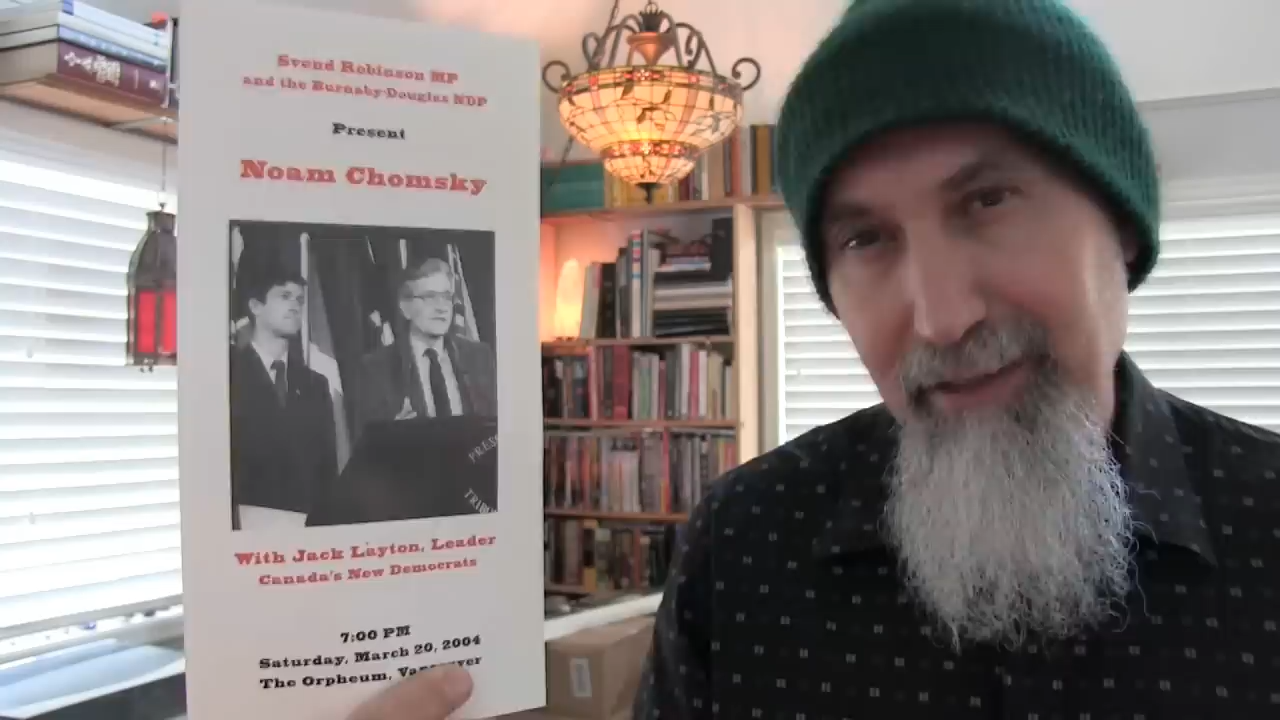 Svend Robinson MP
and the Burnaby-Douglas NDP
Present
Noam Chomsky
PRESS
With Jack Layton, Leader
Canada's New Democrats
7:00 PM
Saturday, March 20, 2004
The Orpheum, Vancouver